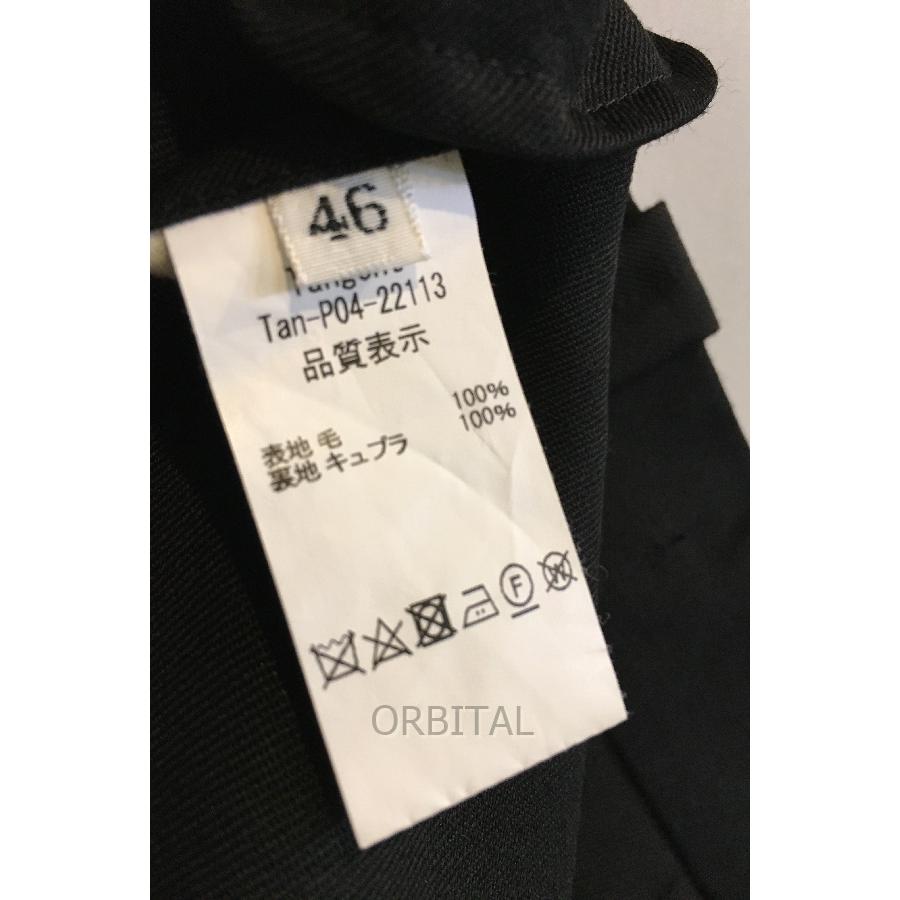 46
Tan-P04-22113
品質表示
表地 毛 100%
裏地 キュプラ 100%
F
W
ORBITAL